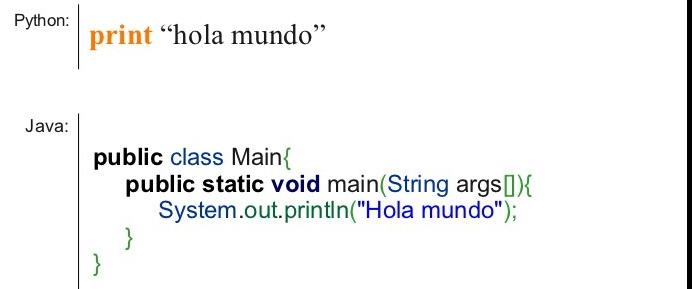 Python:
print “hola mundo”
Java:
public class Main{
public static void main(String args[]){
System.out.println("Hola mundo");
}
}